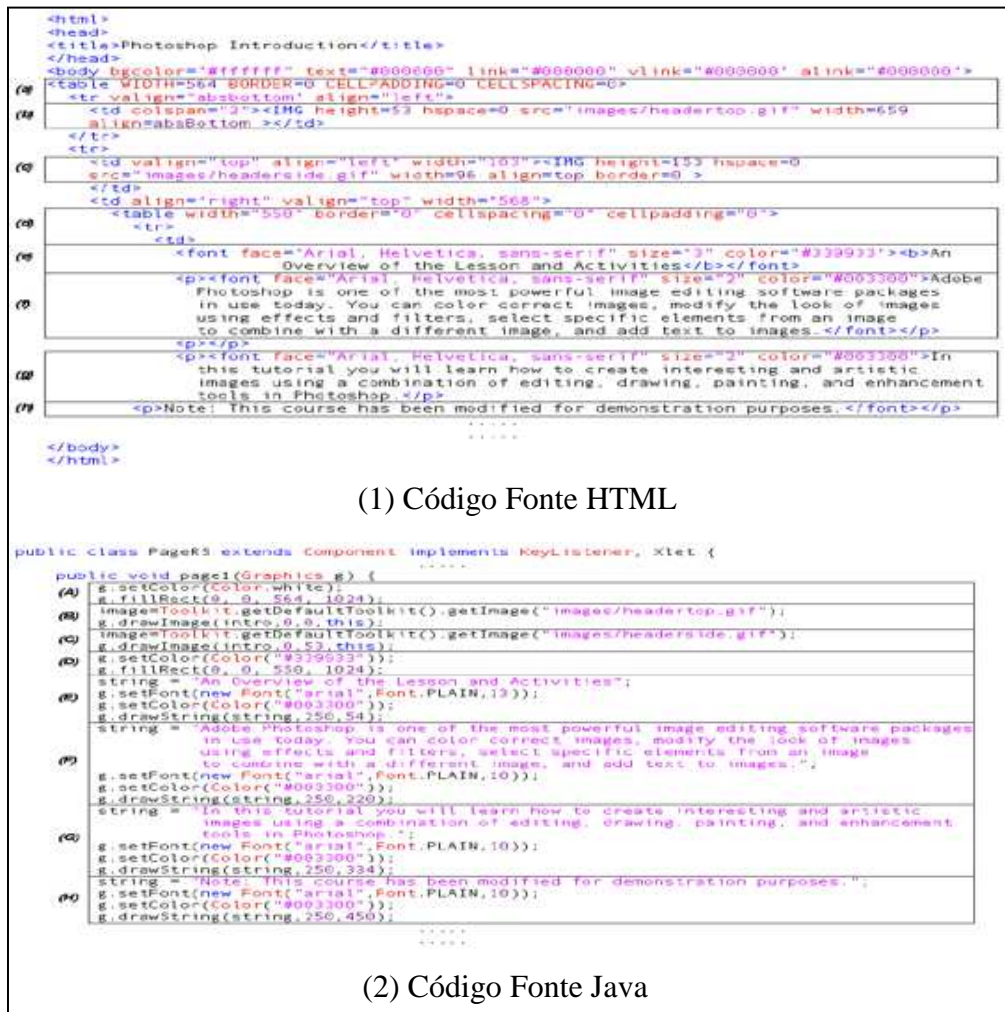 <html>
<head>
<title>Photoshop Introduction</title>
</head>
<body bgcolor="#ffffff" text="#000000" link="#000000" vlink="#000000" alink="#000000">
(a) <table WIDTH=564 BORDER=0 CELLPADDING=0 CELLSPACING=0>
<tr valign="absbottom" align="left">
(b) <td colspan="2"><IMG height=53 hspace=0 src="images/headertop.gif" width=659
align=absBottom ></td>
</tr>
<tr>
(c) <td valign="top" align="left" width="103"><IMG height=153 hspace=0
src="images/headerside.gif" width=96 align=top border=0 >
</td>
<td align="right" valign="top" width="568">
(d) <table width="550" border="0" cellspacing="0" cellpadding="0">
<tr>
<td>
(e) <font face="Arial, Helvetica, sans-serif" size="3" color="#339933"><b>An
Overview of the Lesson and Activities</b></font>
(f) <p><font face="Arial, Helvetica, sans-serif" size="2" color="#003300">Adobe
Photoshop is one of the most powerful image editing software packages
in use today. You can color correct images, modify the look of images
using effects and filters, select specific elements from an image
to combine with a different image, and add text to images.</font></p>
<p></p>
(g) <p><font face="Arial, Helvetica, sans-serif" size="2" color="#003300">In
this tutorial you will learn how to create interesting and artistic
images using a combination of editing, drawing, painting, and enhancement
tools in Photoshop.</p>
(h) <p>Note: This course has been modified for demonstration purposes.</font></p>
.....
.....
</body>
</html>
(1) Código Fonte HTML
public class PageRS extends Component implements KeyListener, Xlet {
.....
public void page1(Graphics g) {
(A) g.setColor(Color.white);
g.fillRect(0, 0, 564, 1024);
(B) image=Toolkit.getDefaultToolkit().getImage("images/headertop.gif");
g.drawImage(intro,0,0,this);
(C) image=Toolkit.getDefaultToolkit().getImage("images/headerside.gif");
g.drawImage(intro,0,53,this);
(D) g.setColor(Color("#339933"));
g.fillRect(0, 0, 550, 1024);
(E) string = "An Overview of the Lesson and Activities";
g.setFont(new Font("arial",Font.PLAIN,13));
g.setColor(Color("#003300"));
g.drawString(string,250,54);
(F) string = "Adobe Photoshop is one of the most powerful image editing software packages
in use today. You can color correct images, modify the look of images
using effects and filters, select specific elements from an image
to combine with a different image, and add text to images.";
g.setFont(new Font("arial",Font.PLAIN,10));
g.setColor(Color("#003300"));
g.drawString(string,250,220);
(G) string = "In this tutorial you will learn how to create interesting and artistic
images using a combination of editing, drawing, painting, and enhancement
tools in Photoshop.";
g.setFont(new Font("arial",Font.PLAIN,10));
g.setColor(Color("#003300"));
g.drawString(string,250,334);
(H) string = "Note: This course has been modified for demonstration purposes.";
g.setFont(new Font("arial",Font.PLAIN,10));
g.setColor(Color("#003300"));
g.drawString(string,250,450);
.....
.....
(2) Código Fonte Java